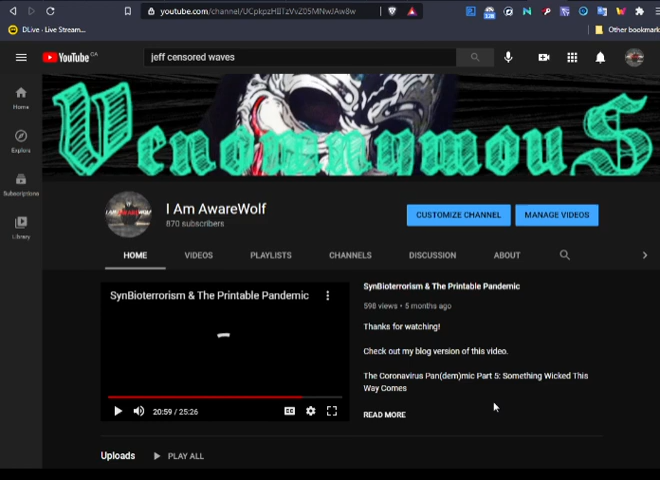 youtube.com/channel/
DLive - Live Stream...
Other bookmark
YouTube CA
jeff censored waves
VenomnymouS
Home
Explore
Subscriptions
Library
I Am AwareWolf
870 subscribers
CUSTOMIZE CHANNEL
MANAGE VIDEOS
HOME VIDEOS PLAYLISTS CHANNELS DISCUSSION ABOUT
SynBioterrorism & The Printable Pandemic
20:59 / 25:26
SynBioterrorism & The Printable Pandemic
598 views • 5 months ago
Thanks for watching!
Check out my blog version of this video.
The Coronavirus Pan(dem)mic Part 5: Something Wicked This
Way Comes
READ MORE
Uploads PLAY ALL